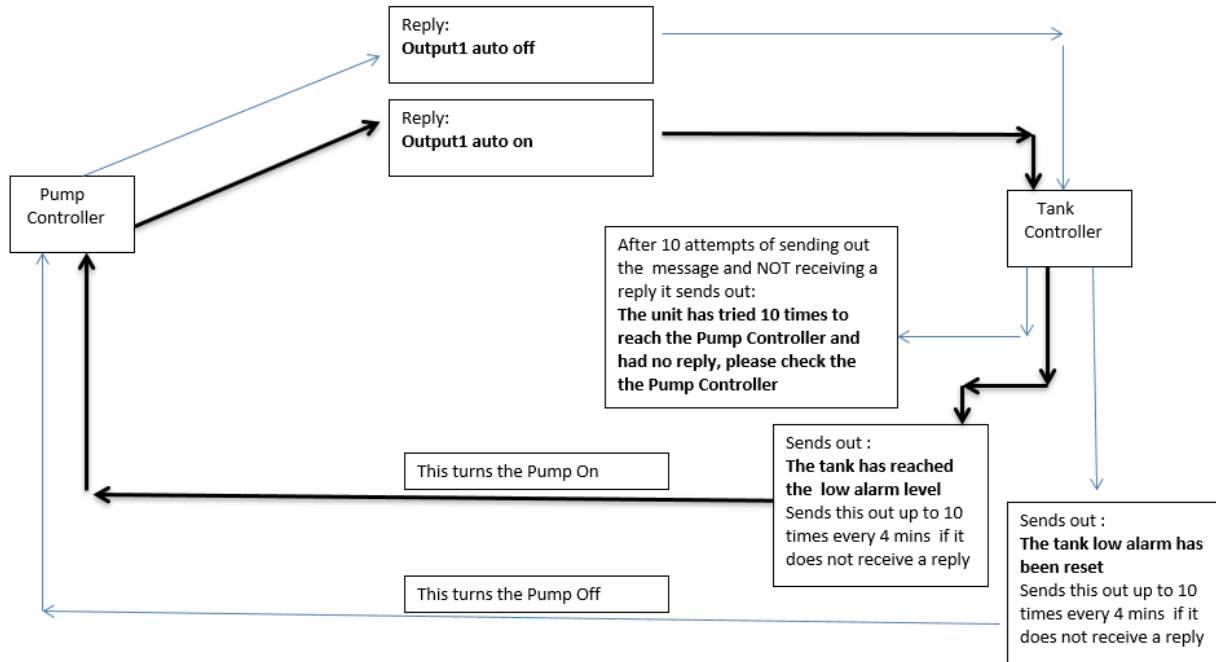 Reply:
Output1 auto off
Reply:
Output1 auto on
Pump
Controller
Tank
Controller
After 10 attempts of sending out
the message and NOT receiving a
reply it sends out:
The unit has tried 10 times to
reach the Pump Controller and
had no reply, please check the
the Pump Controller
Sends out :
The tank has reached
the low alarm level
Sends this out up to 10
times every 4 mins if it
does not receive a reply
This turns the Pump On
Sends out :
The tank low alarm has
been reset
Sends this out up to 10
times every 4 mins if it
does not receive a reply
This turns the Pump Off